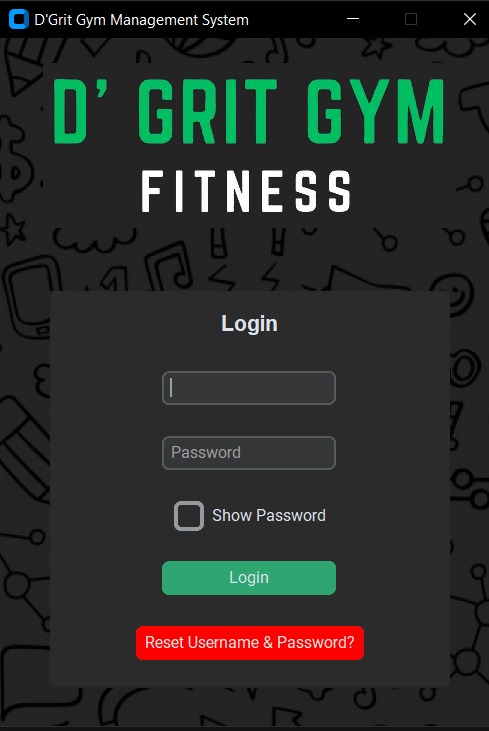 D'Grit Gym Management System
D' GRIT GYM
FITNESS
Login
Password
Show Password
Login
Reset Username & Password?